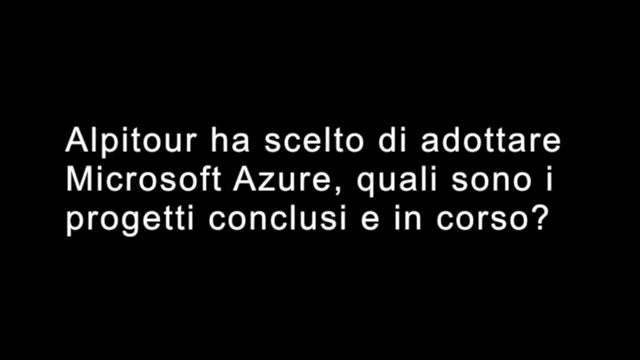 Alpitour ha scelto di adottare
Microsoft Azure, quali sono i
progetti conclusi e in corso?